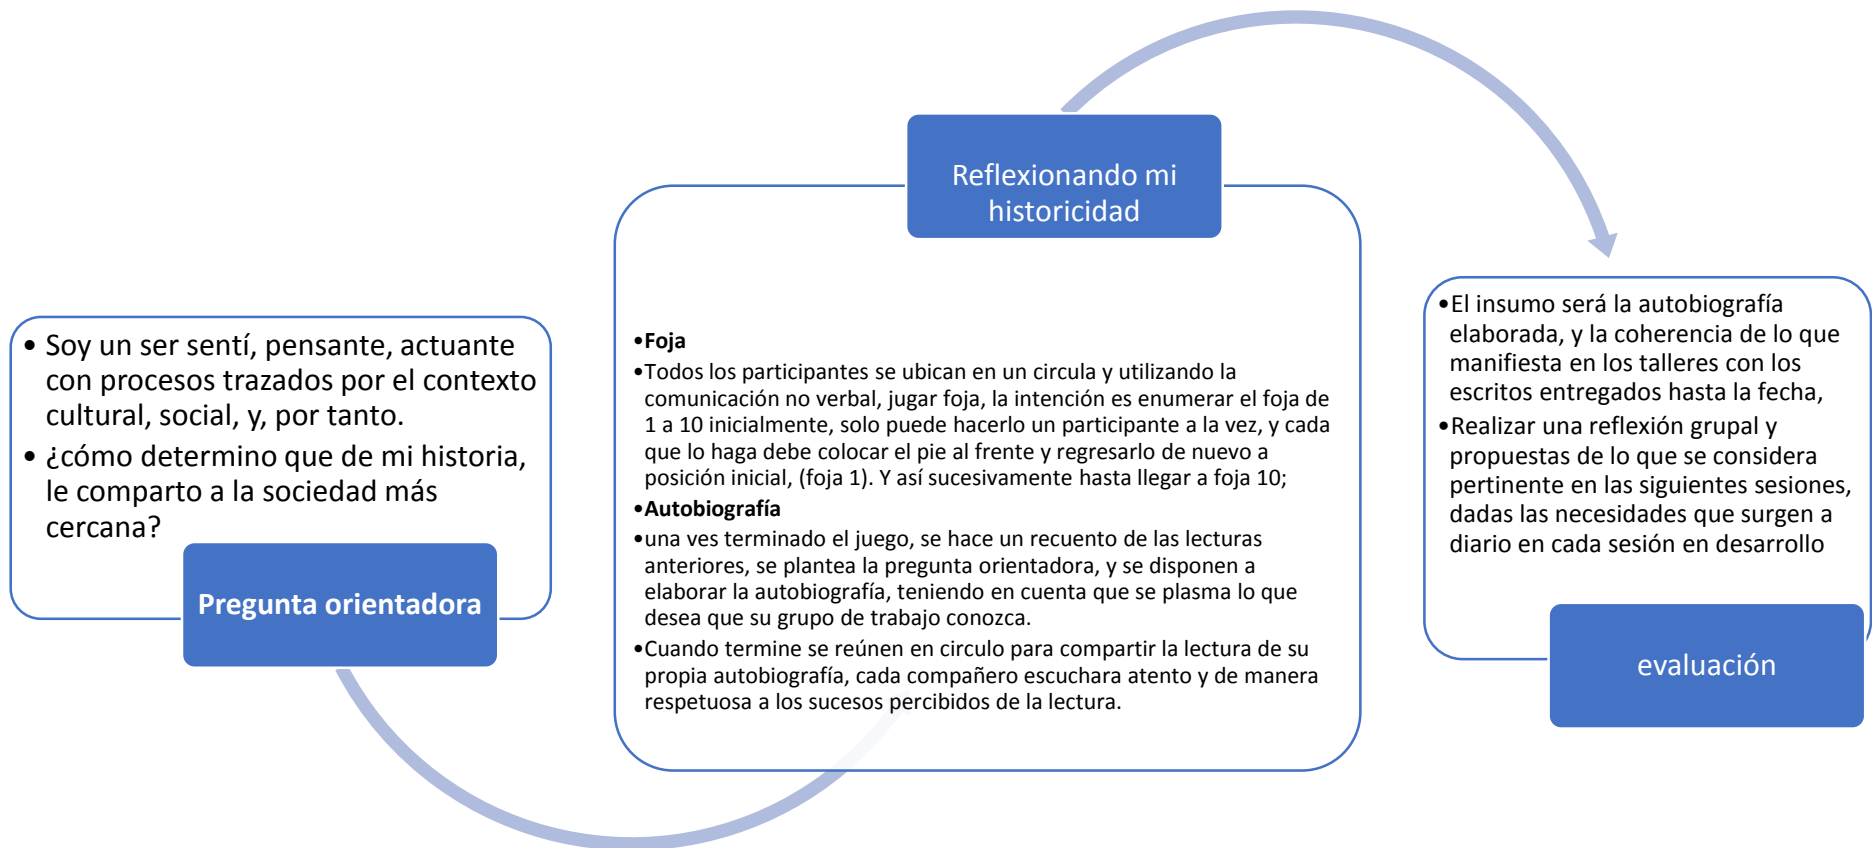 • Soy un ser sentí, pensante, actuante
con procesos trazados por el contexto
cultural, social, y, por tanto.
• ¿cómo determino que de mi historia,
le comparto a la sociedad más
cercana?
Pregunta orientadora
Reflexionando mi
historicidad
•Foja
•Todos los participantes se ubican en un circula y utilizando la
comunicación no verbal, jugar foja, la intención es enumerar el foja de
1 a 10 inicialmente, solo puede hacerlo un participante a la vez, y cada
que lo haga debe colocar el pie al frente y regresarlo de nuevo a
posición inicial, (foja 1). Y así sucesivamente hasta llegar a foja 10;
•Autobiografía
•una ves terminado el juego, se hace un recuento de las lecturas
anteriores, se plantea la pregunta orientadora, y se disponen a
elaborar la autobiografía, teniendo en cuenta que se plasma lo que
desea que su grupo de trabajo conozca.
•Cuando termine se reúnen en circulo para compartir la lectura de su
propia autobiografía, cada compañero escuchara atento y de manera
respetuosa a los sucesos percibidos de la lectura.
•El insumo será la autobiografía
elaborada, y la coherencia de lo que
manifiesta en los talleres con los
escritos entregados hasta la fecha,
•Realizar una reflexión grupal y
propuestas de lo que se considera
pertinente en las siguientes sesiones,
dadas las necesidades que surgen a
diario en cada sesión en desarrollo
evaluación